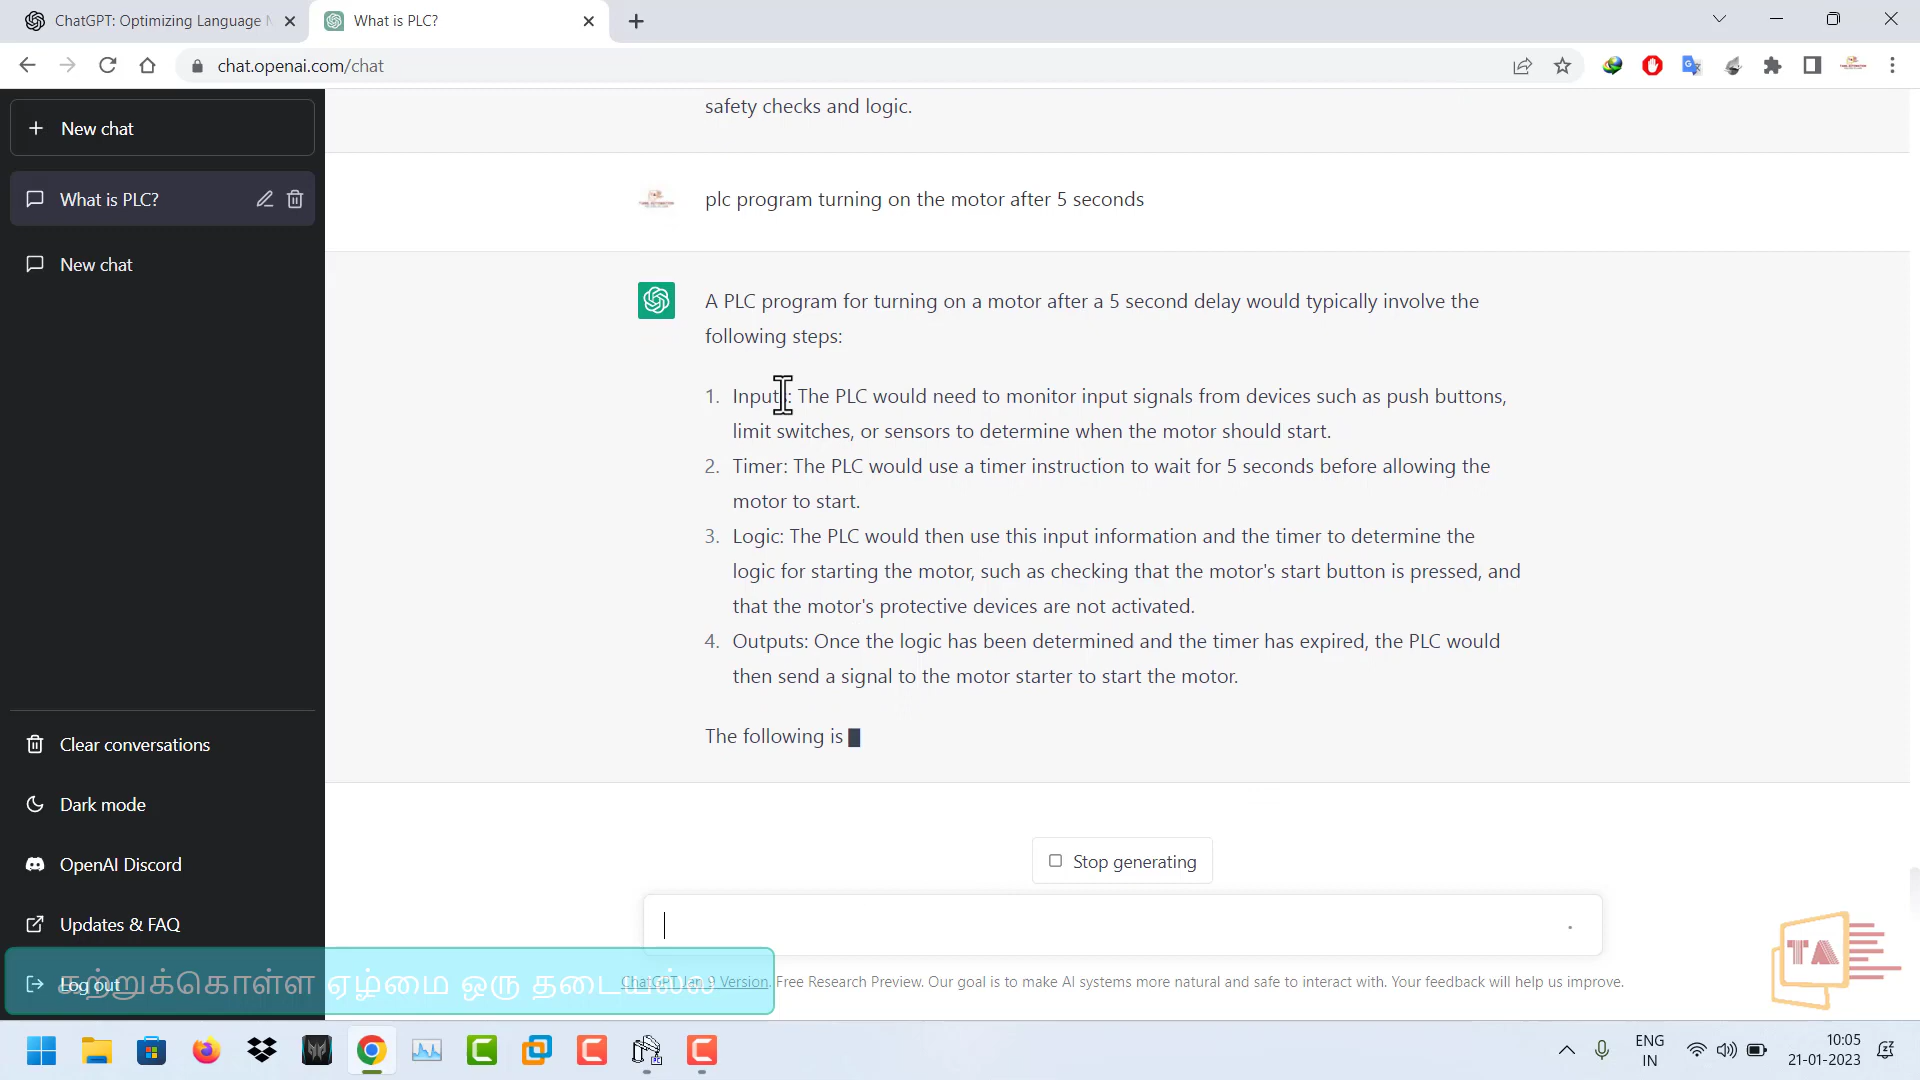 ChatGPT: Optimizing Language M
What is PLC?
chat.openai.com/chat
New chat
What is PLC?
New chat
safety checks and logic.
plc program turning on the motor after 5 seconds
A PLC program for turning on a motor after a 5 second delay would typically involve the
following steps:
1. Inputs: The PLC would need to monitor input signals from devices such as push buttons,
limit switches, or sensors to determine when the motor should start.
2. Timer: The PLC would use a timer instruction to wait for 5 seconds before allowing the
motor to start.
3. Logic: The PLC would then use this input information and the timer to determine the
logic for starting the motor, such as checking that the motor's start button is pressed, and
that the motor's protective devices are not activated.
4. Outputs: Once the logic has been determined and the timer has expired, the PLC would
then send a signal to the motor starter to start the motor.
The following is
Stop generating
Clear conversations
Dark mode
OpenAI Discord
Updates & FAQ
Log out
கற்றுக்கொள்ள ஏழ்மை ஒரு தடையல்ல
ChatGPT Jan 9 Version. Free Research Preview. Our goal is to make AI systems more natural and safe to interact with. Your feedback will help us improve.
TA
ENG
IN
10:05
21-01-2023